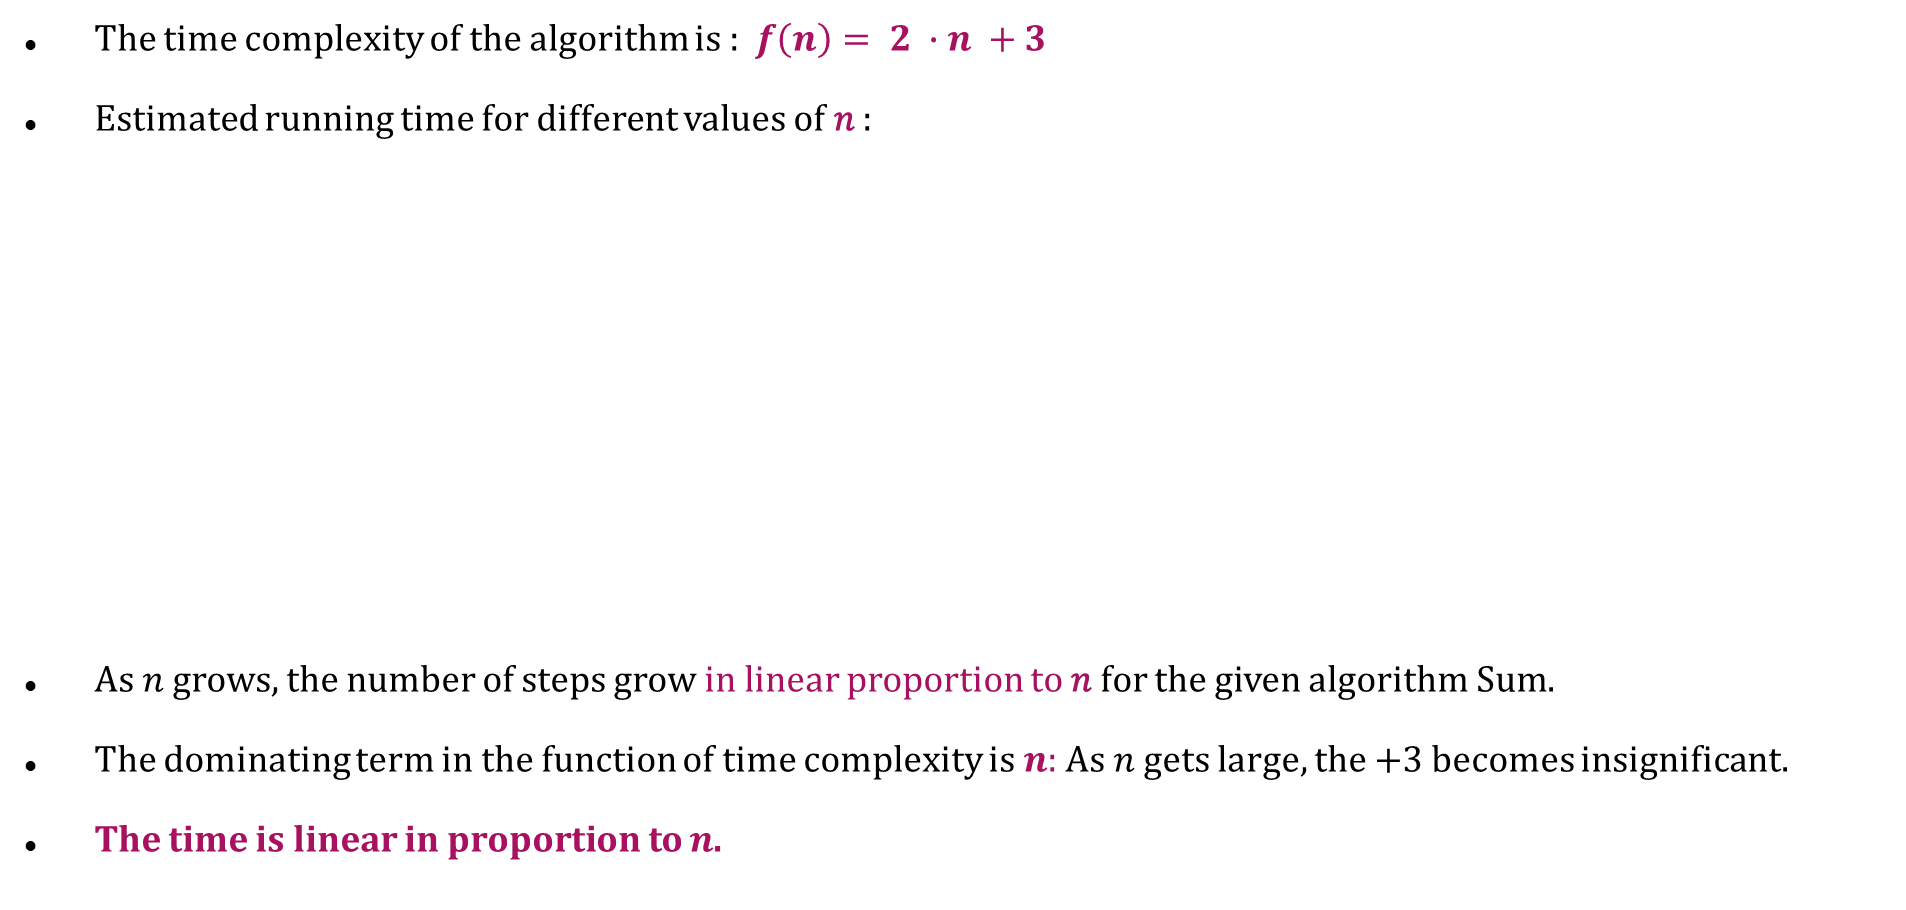 • The time complexity of the algorithm is : f(n) = 2 · n + 3
• Estimated running time for different values of n :
• As n grows, the number of steps grow in linear proportion to n for the given algorithm Sum.
• The dominating term in the function of time complexity is n: As n gets large, the +3 becomes insignificant.
• The time is linear in proportion to n.